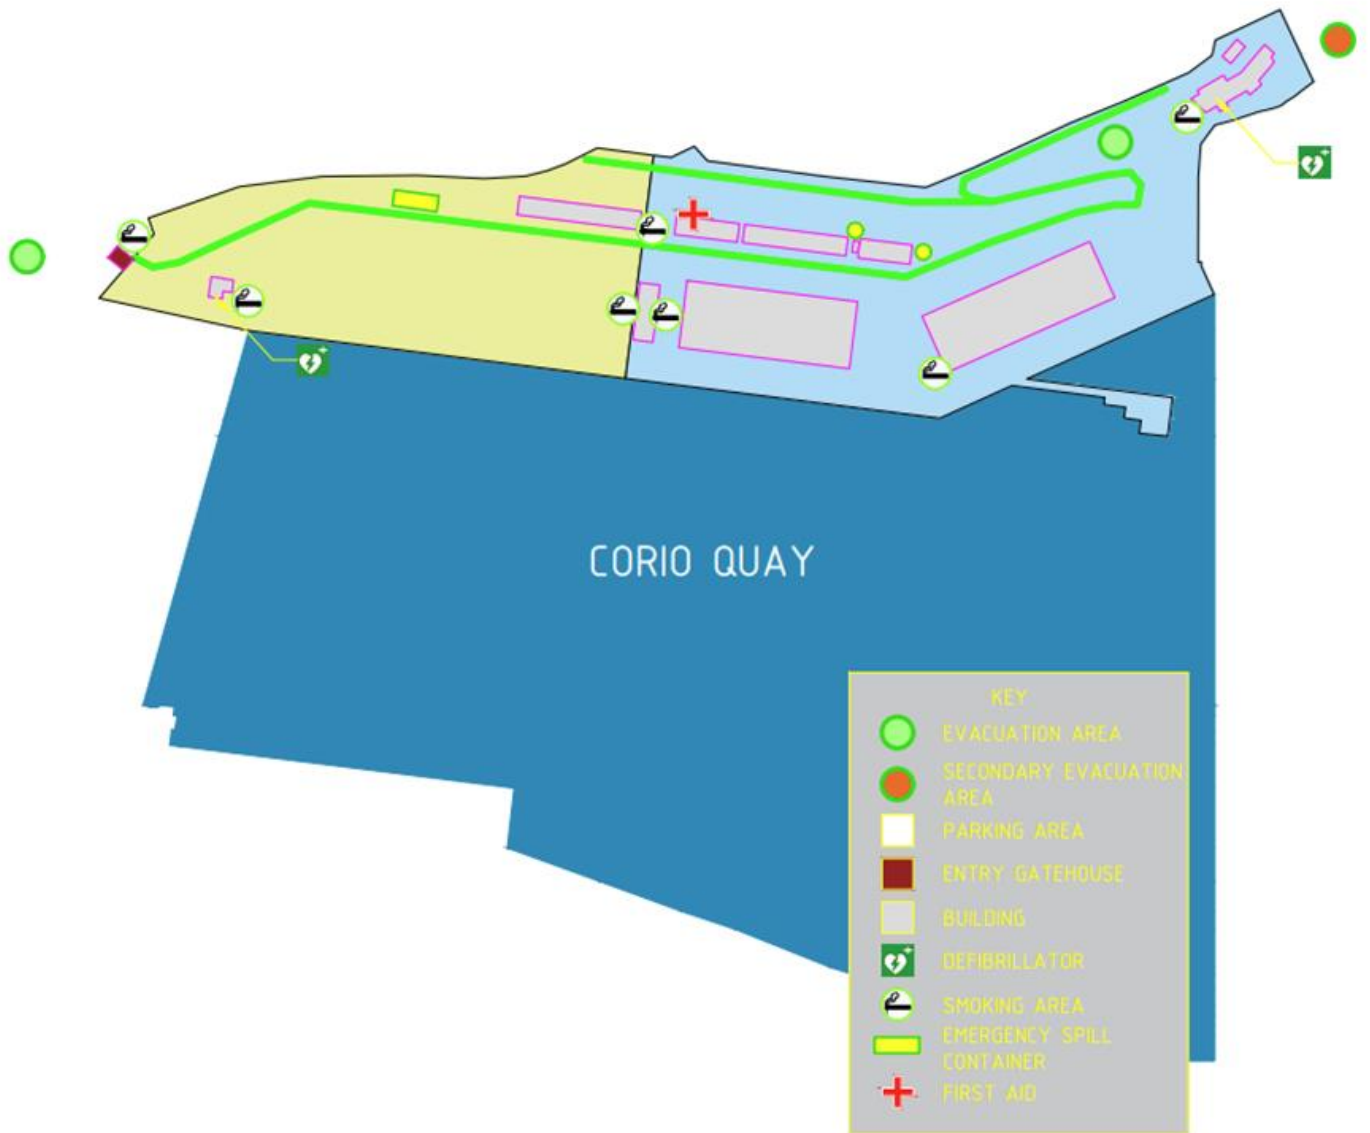 CORIO QUAY
KEY
EVACUATION AREA
SECONDARY EVACUATION
AREA
PARKING AREA
ENTRY GATEHOUSE
BUILDING
DEFIBRILLATOR
SMOKING AREA
EMERGENCY SPILL
CONTAINER
FIRST AID